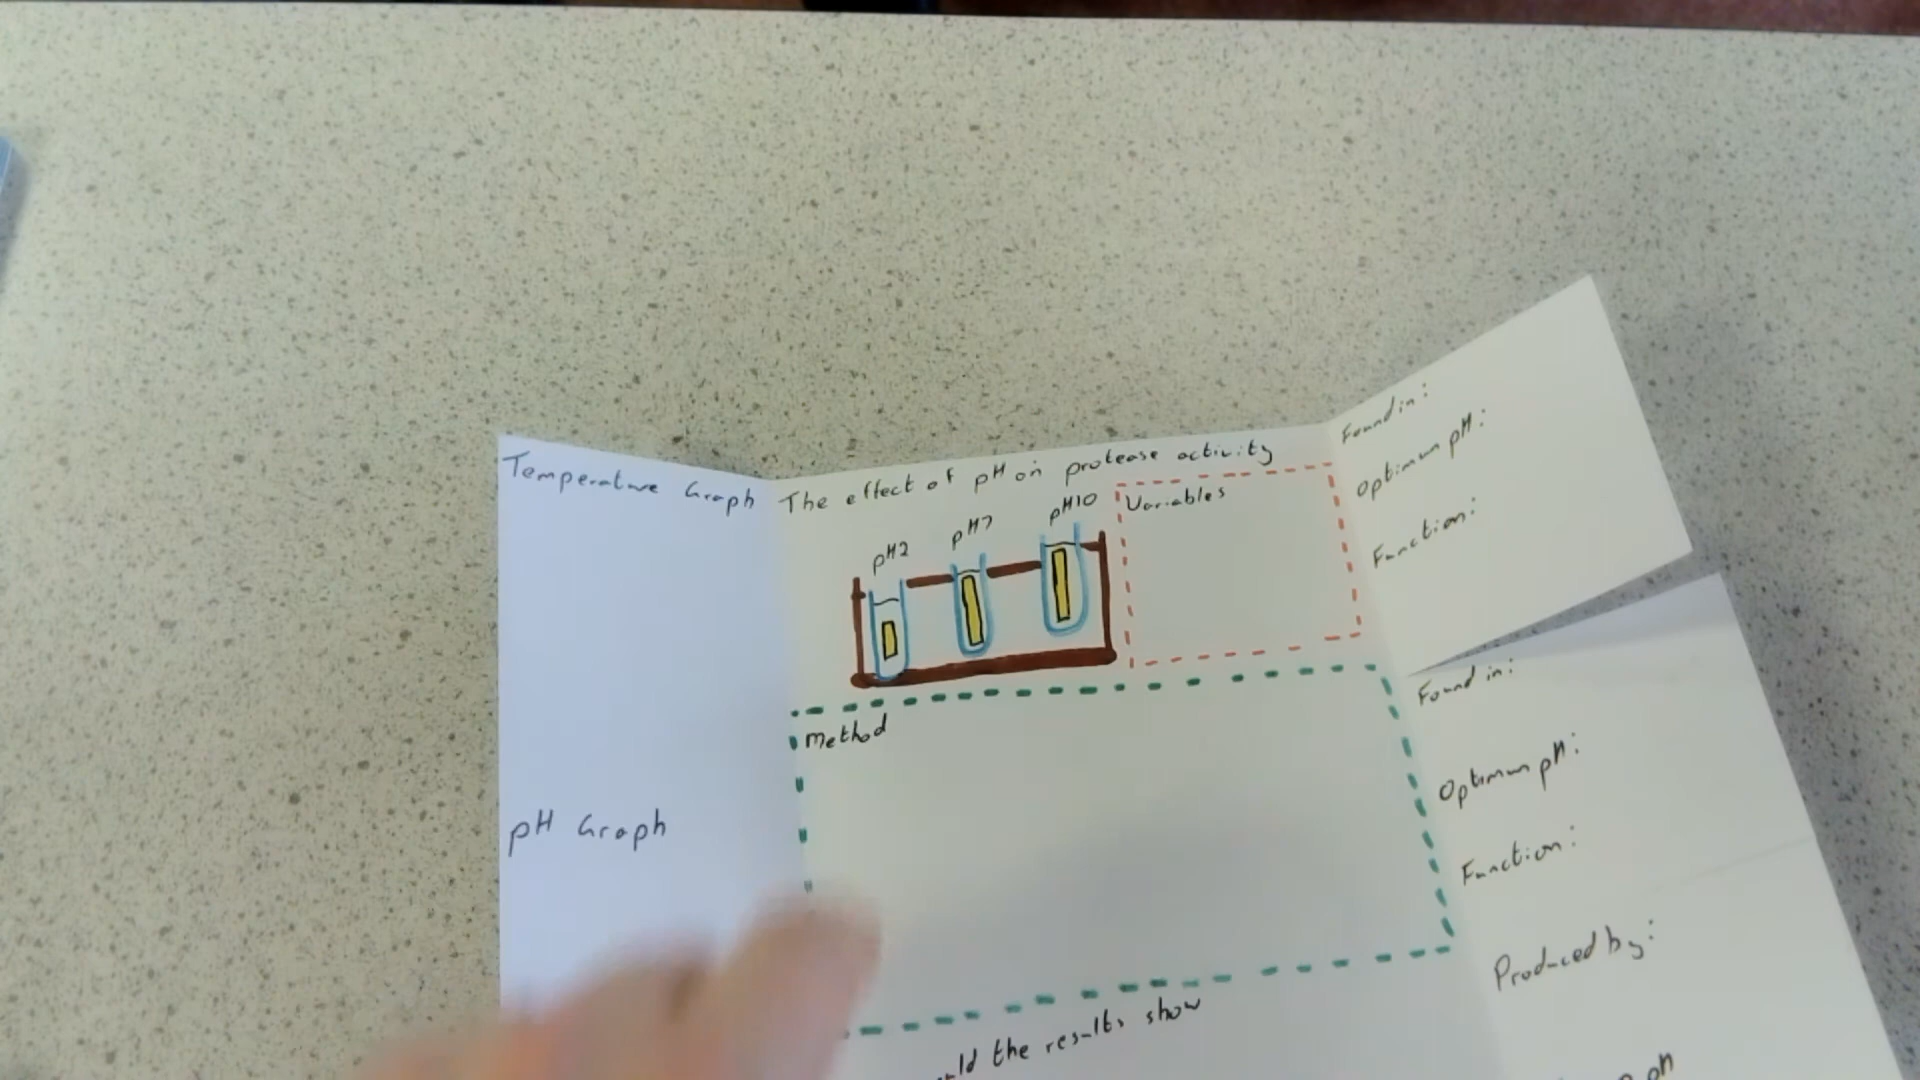 Temperature Graph
pH Graph
The effect of pH on protease activity
pH2
pH7
pH10
Variables
Method
the results show
Found in:
Optimum pH:
Function:
Found in:
Optimum pH:
Function:
Produced by:
pH